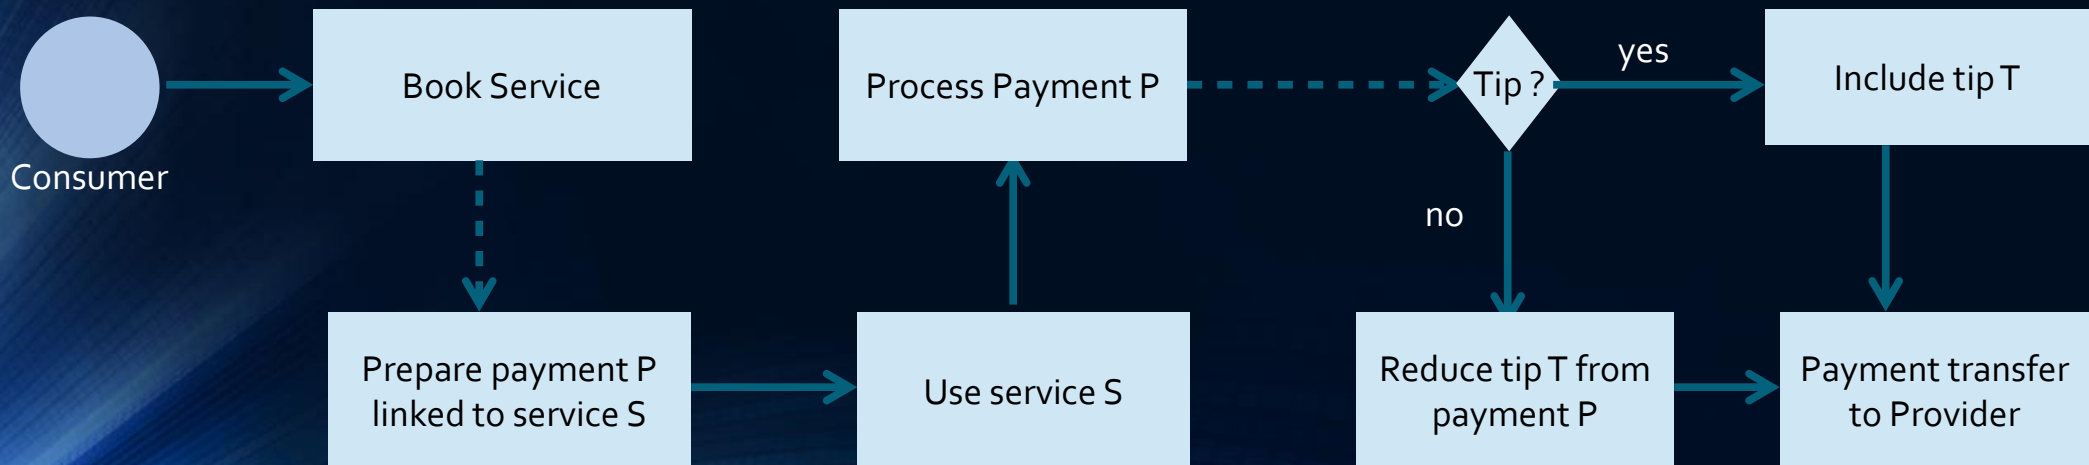 Consumer
Book Service
Process Payment P
Tip ?
yes
Include tip T
no
Prepare payment P
linked to service S
Use service S
Reduce tip T from
payment P
Payment transfer
to Provider